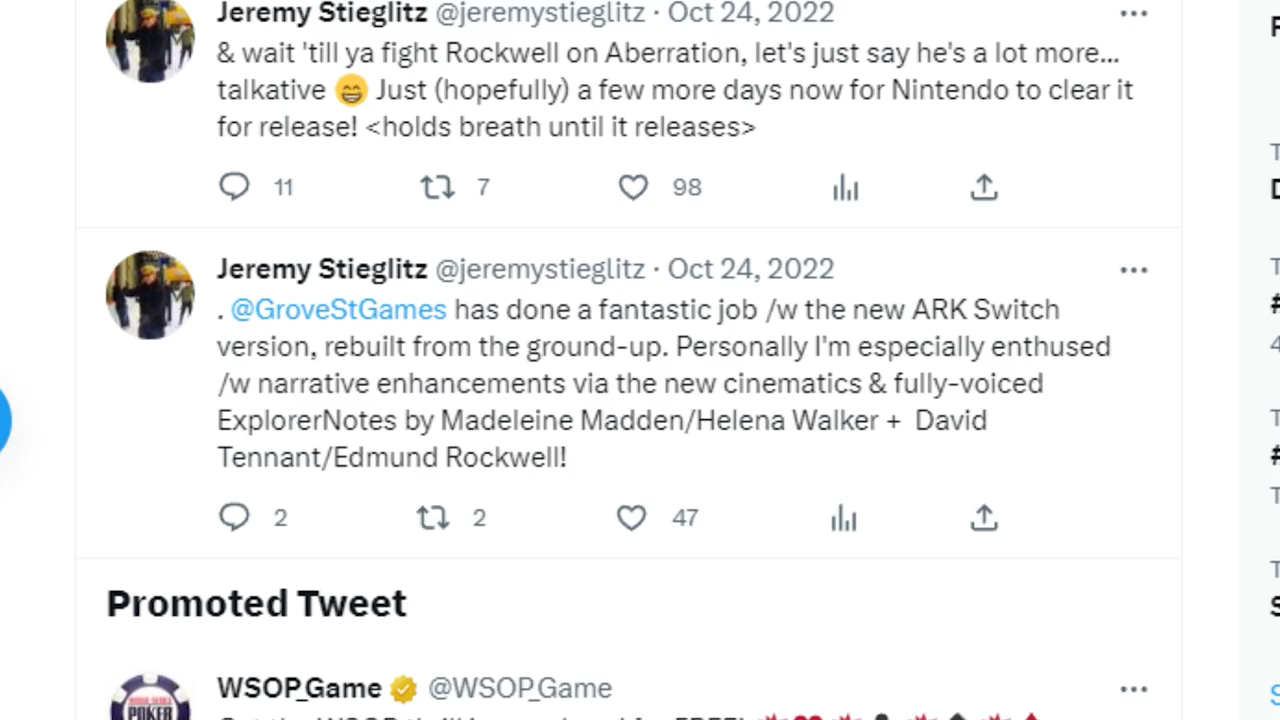 Jeremy Stieglitz @jeremystieglitz · Oct 24, 2022
& wait 'till ya fight Rockwell on Aberration, let's just say he's a lot more...
talkative 😁 Just (hopefully) a few more days now for Nintendo to clear it
for release! <holds breath until it releases>
11 7 98
Jeremy Stieglitz @jeremystieglitz · Oct 24, 2022
. @GroveStGames has done a fantastic job /w the new ARK Switch
version, rebuilt from the ground-up. Personally I'm especially enthused
/w narrative enhancements via the new cinematics & fully-voiced
ExplorerNotes by Madeleine Madden/Helena Walker + David
Tennant/Edmund Rockwell!
2 2 47
Promoted Tweet
WSOP_Game @WSOP_Game
POKER